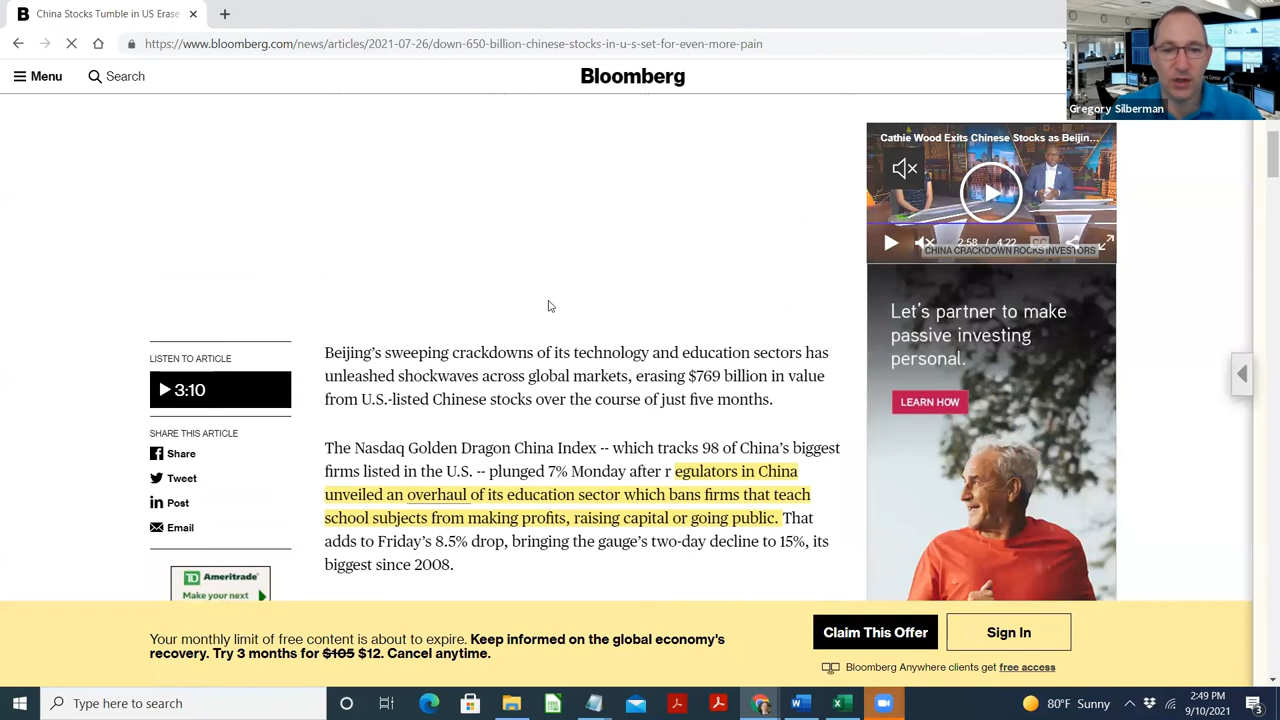 China Stocks Tumble in US Erase
https://www.bloomberg.com/news/articles/202 wn-650-billionchinese-stocks-in-u-s-set-for-even-more-pain
Menu
Search
Bloomberg
Gregory Silberman
Cathie Wood Exits Chinese Stocks as Beijin...
2:58 / 4:22
CC
CHINA CRACKDOWN ROCKS INVESTORS
Let's partner to make
passive investing
personal.
LEARN HOW
LISTEN TO ARTICLE
3:10
SHARE THIS ARTICLE
Share
Tweet
Post
Email
TD Ameritrade
Make your next
Beijing's sweeping crackdowns of its technology and education sectors has
unleashed shockwaves across global markets, erasing $769 billion in value
from U.S.-listed Chinese stocks over the course of just five months.
The Nasdaq Golden Dragon China Index -- which tracks 98 of China's biggest
firms listed in the U.S. -- plunged 7% Monday after r egulators in China
unveiled an overhaul of its education sector which bans firms that teach
school subjects from making profits, raising capital or going public. That
adds to Friday's 8.5% drop, bringing the gauge's two-day decline to 15%, its
biggest since 2008.
Your monthly limit of free content is about to expire. Keep informed on the global economy's
recovery. Try 3 months for $105 $12. Cancel anytime.
Claim This Offer
Sign In
Bloomberg Anywhere clients get free access
Type here to search
80°F Sunny
2:49 PM
9/10/2021
3